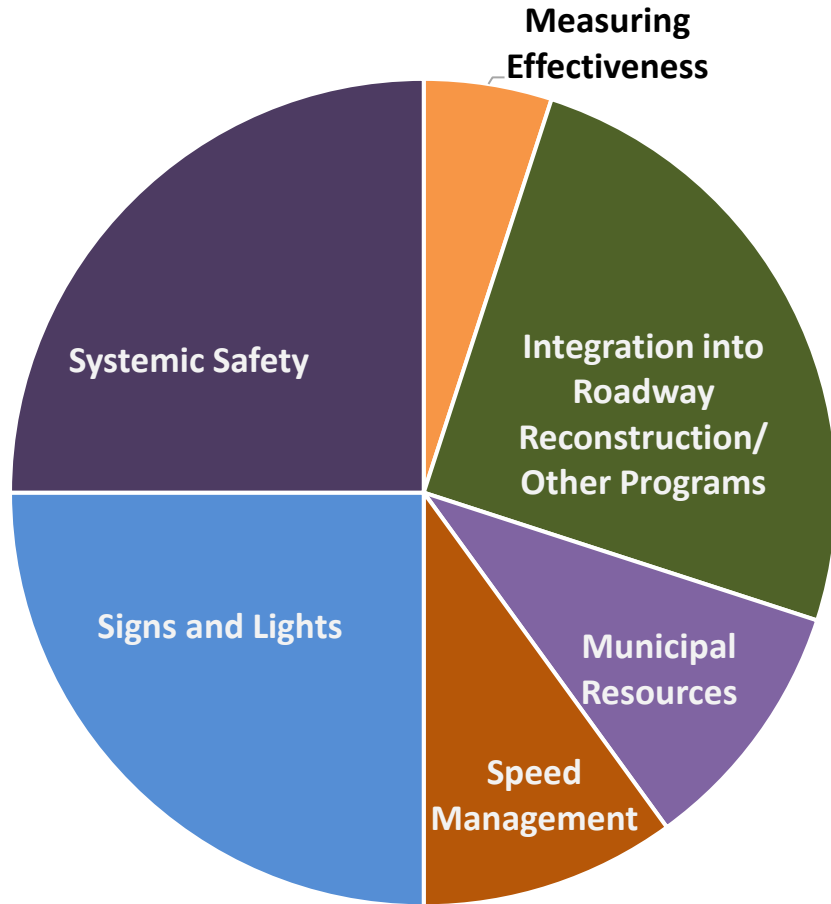 Measuring
Effectiveness
Integration into
Roadway
Reconstruction/
Other Programs
Systemic Safety
Signs and Lights
Municipal
Resources
Speed
Management